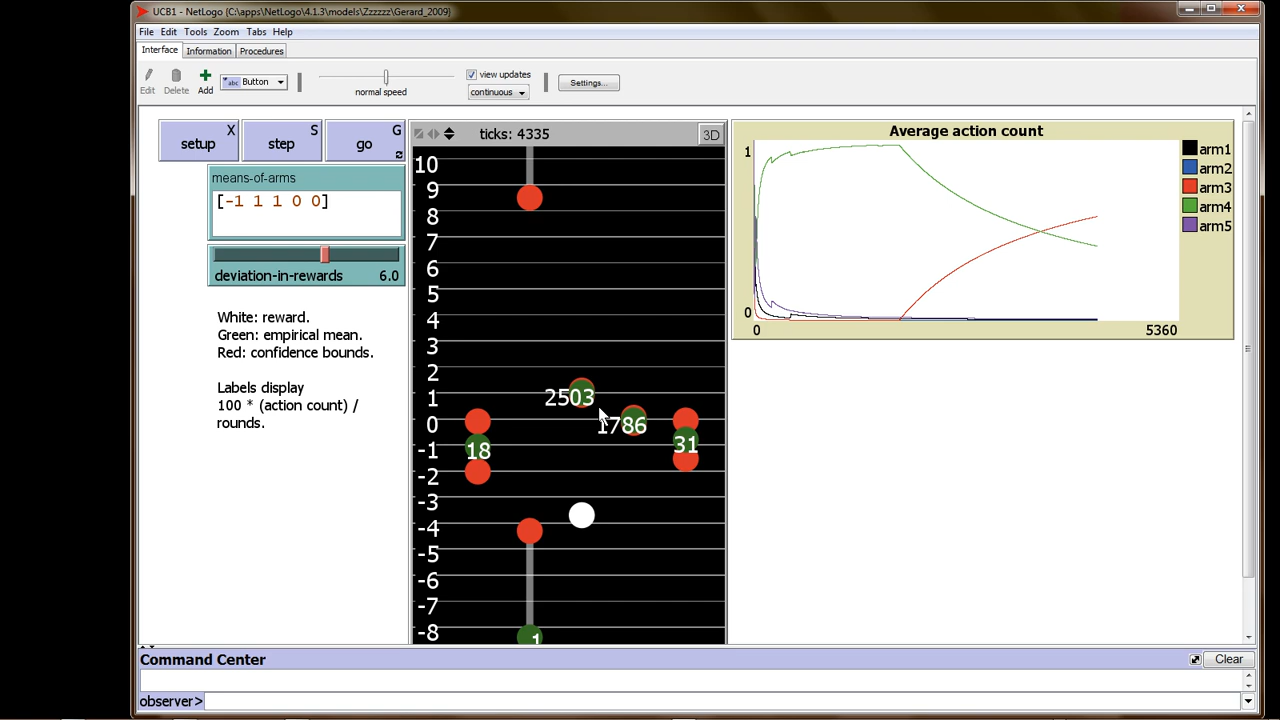 UCB1 - NetLogo {C:\apps\NetLogo\4.1.3\models\Zzzzzz\Gerard_2009}
File Edit Tools Zoom Tabs Help
Interface Information Procedures
Edit Delete Add abc Button normal speed view updates continuous Settings...
setup X step S go G
ticks: 4335 3D
means-of-arms
[-1 1 1 0 0]
deviation-in-rewards 6.0
White: reward.
Green: empirical mean.
Red: confidence bounds.
Labels display
100 * (action count) /
rounds.
10
9
8
7
6
5
4
3
2
1
0
-1
-2
-3
-4
-5
-6
-7
-8
2503
1786
18
31
1
Average action count
1
0
0 5360
arm1
arm2
arm3
arm4
arm5
Command Center
Clear
observer>